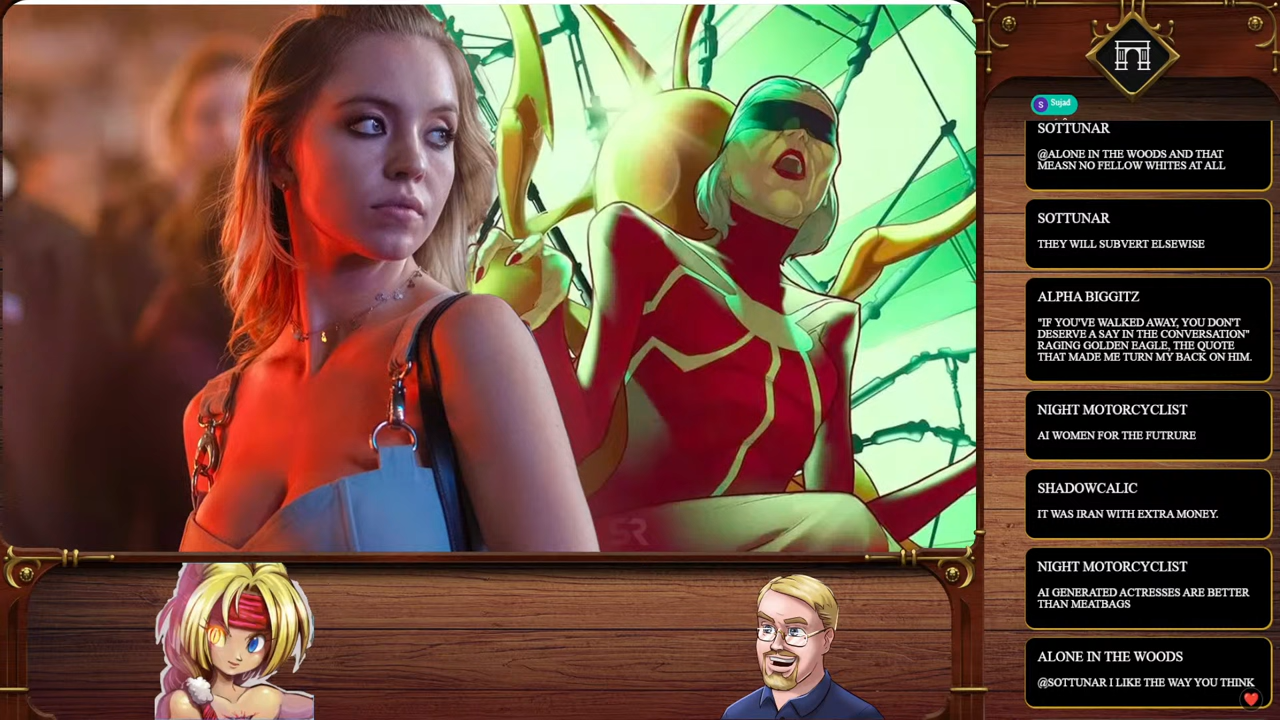 SR
S Sujad
SOTTUNAR
@ALONE IN THE WOODS AND THAT
MEASN NO FELLOW WHITES AT ALL
SOTTUNAR
THEY WILL SUBVERT ELSEWISE
ALPHA BIGGITZ
"IF YOU'VE WALKED AWAY, YOU DON'T
DESERVE A SAY IN THE CONVERSATION"
RAGING GOLDEN EAGLE, THE QUOTE
THAT MADE ME TURN MY BACK ON HIM.
NIGHT MOTORCYCLIST
AI WOMEN FOR THE FUTRURE
SHADOWCALIC
IT WAS IRAN WITH EXTRA MONEY.
NIGHT MOTORCYCLIST
AI GENERATED ACTRESSES ARE BETTER
THAN MEATBAGS
ALONE IN THE WOODS
@SOTTUNAR I LIKE THE WAY YOU THINK